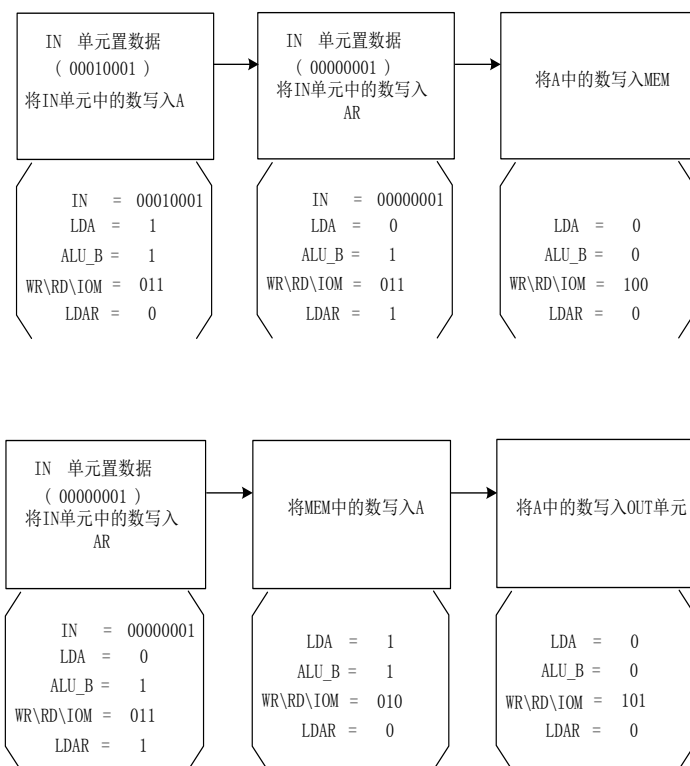 IN 单元置数据
( 00010001 )
将IN单元中的数写入A
IN 单元置数据
( 00000001 )
将IN单元中的数写入
AR
将A中的数写入MEM
IN = 00010001
LDA = 1
ALU_B = 1
WR\RD\IOM = 011
LDAR = 0
IN = 00000001
LDA = 0
ALU_B = 1
WR\RD\IOM = 011
LDAR = 1
LDA = 0
ALU_B = 0
WR\RD\IOM = 100
LDAR = 0
IN 单元置数据
( 00000001 )
将IN单元中的数写入
AR
将MEM中的数写入A
将A中的数写入OUT单元
IN = 00000001
LDA = 0
ALU_B = 1
WR\RD\IOM = 011
LDAR = 1
LDA = 1
ALU_B = 1
WR\RD\IOM = 010
LDAR = 0
LDA = 0
ALU_B = 0
WR\RD\IOM = 101
LDAR = 0